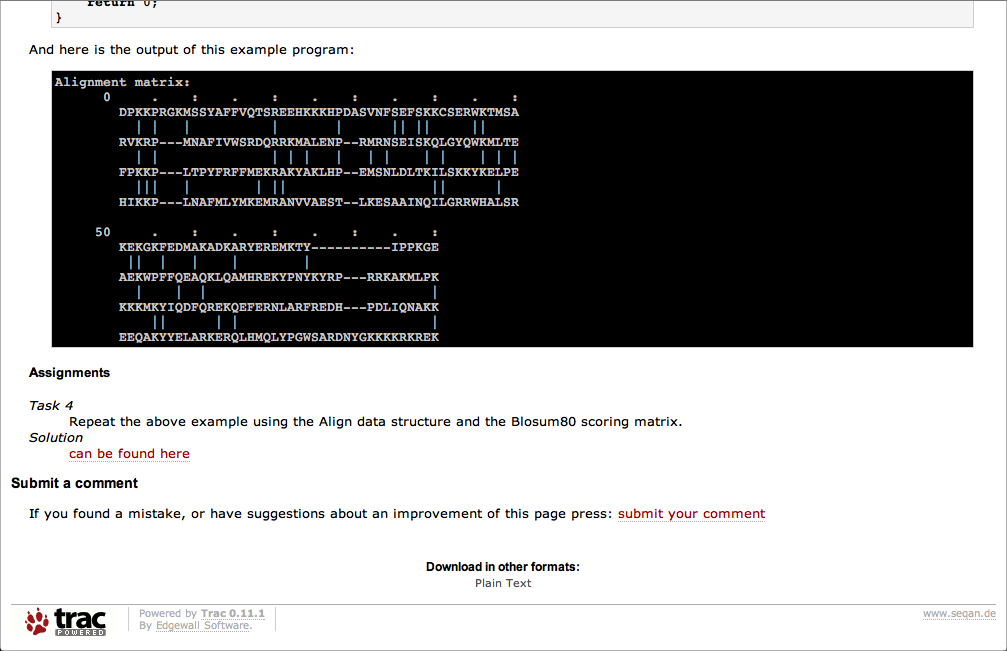 return 0;
}
And here is the output of this example program:
Alignment matrix:
      0     .    :    .    :    .    :    .    :    .    :
        DPKKPRGKMSSYAFFVQTSREEHKKKHPDASVNFSEFSKKCSERWKTMSA
          | |   |          |       |      || ||     ||
        RVKRP---MNAFIVWSRDQRRKMALENP--RMRNSEISKQLGYQWKMLTE
          | |              | | |   |   | |    | |    | | |
        FPKKP---LTPYFRFFMEKRAKYAKLHP--EMSNLDLTKILSKKYKELPE
          |||   |        | ||                  ||      |
        HIKKP---LNAFMLYMKEMRANVVAEST--LKESAAINQILGRRWHALSR
     50     .    :    .    :    .    :    .    :
        KEKGKFEDMAKADKARYEREMKTY----------IPPKGE
         ||  |   |    |        |
        AEKWPFFQEAQKLQAMHREKYPNYKYRP---RRKAKMLPK
          |    |  |                            |
        KKKMKYIQDFQREKQEFERNLARFREDH---PDLIQNAKK
            ||      | |                        |
        EEQAKYYELARKERQLHMQLYPGWSARDNYGKKKKRKREK
Assignments
Task 4
Repeat the above example using the Align data structure and the Blosum80 scoring matrix.
Solution
can be found here
Submit a comment
If you found a mistake, or have suggestions about an improvement of this page press: submit your comment
Download in other formats:
Plain Text
trac
POWERED
Powered by Trac 0.11.1
By Edgewall Software.
www.seqan.de